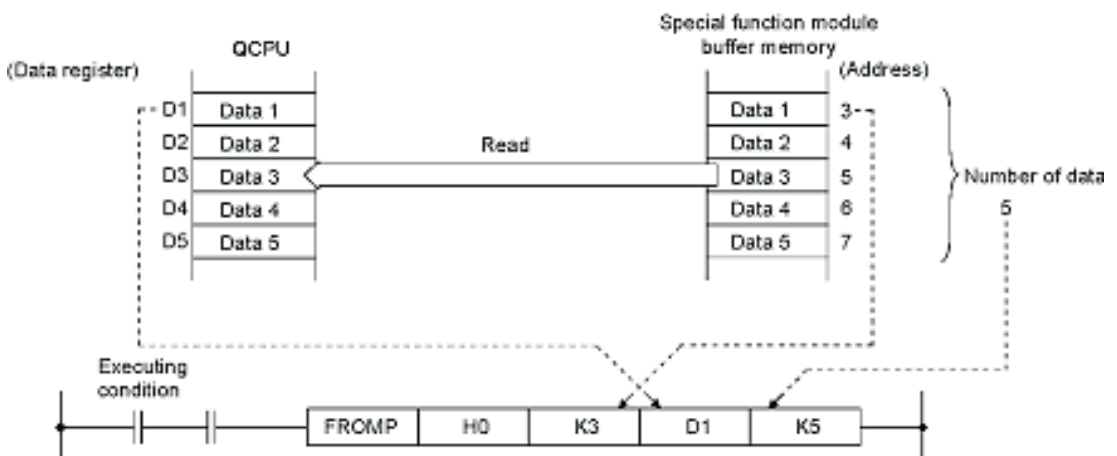 Special function module
buffer memory
QCPU
(Data register)
(Address)
D1 Data 1 Data 1 3
D2 Data 2 Read Data 2 4
D3 Data 3 Data 3 5 Number of data
D4 Data 4 Data 4 6 5
D5 Data 5 Data 5 7
Executing
condition
FROMP H0 K3 D1 K5